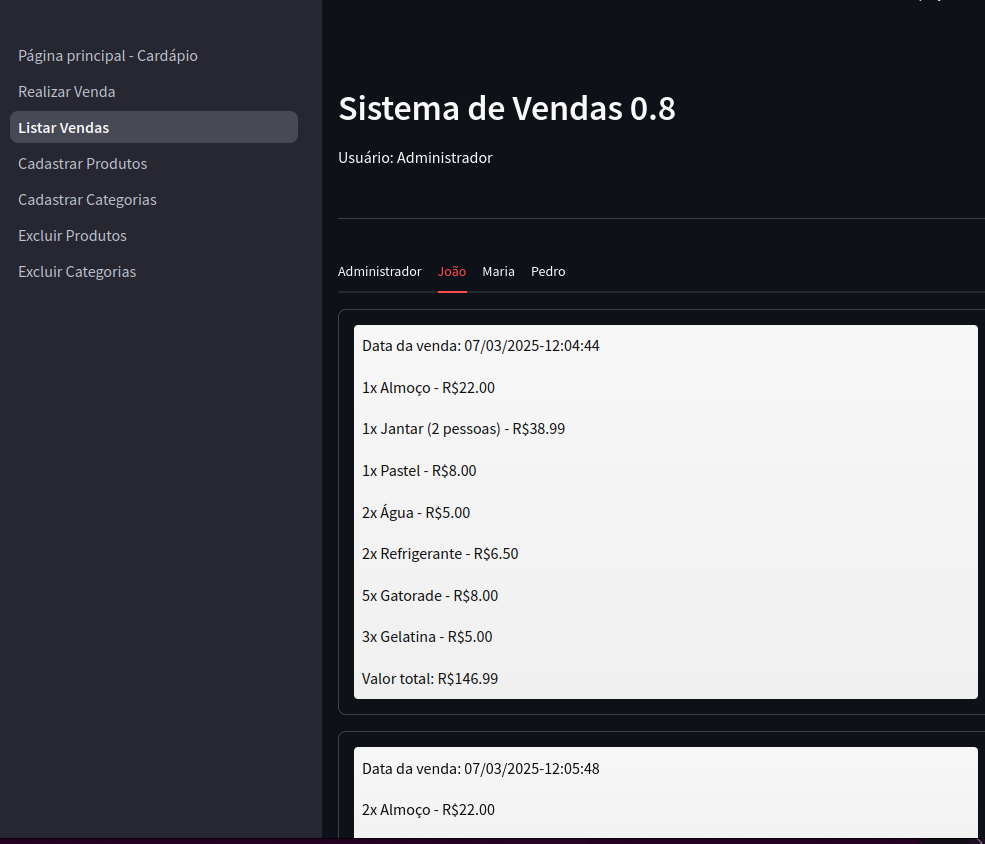 Página principal - Cardápio
Realizar Venda
Listar Vendas
Cadastrar Produtos
Cadastrar Categorias
Excluir Produtos
Excluir Categorias
Sistema de Vendas 0.8
Usuário: Administrador
Administrador João Maria Pedro
Data da venda: 07/03/2025-12:04:44
1x Almoço - R$22.00
1x Jantar (2 pessoas) - R$38.99
1x Pastel - R$8.00
2x Água - R$5.00
2x Refrigerante - R$6.50
5x Gatorade - R$8.00
3x Gelatina - R$5.00
Valor total: R$146.99
Data da venda: 07/03/2025-12:05:48
2x Almoço - R$22.00